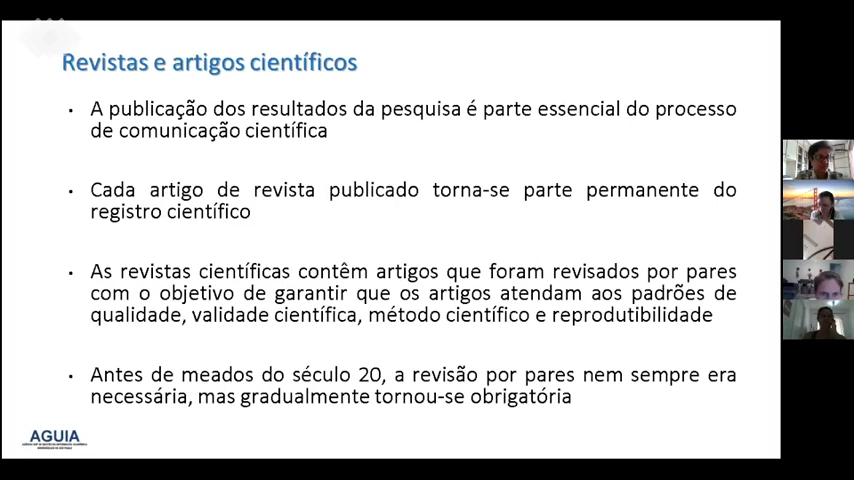 Revistas e artigos científicos
• A publicação dos resultados da pesquisa é parte essencial do processo
de comunicação científica
• Cada artigo de revista publicado torna-se parte permanente do
registro científico
• As revistas científicas contêm artigos que foram revisados por pares
com o objetivo de garantir que os artigos atendam aos padrões de
qualidade, validade científica, método científico e reprodutibilidade
• Antes de meados do século 20, a revisão por pares nem sempre era
necessária, mas gradualmente tornou-se obrigatória
AGUIA